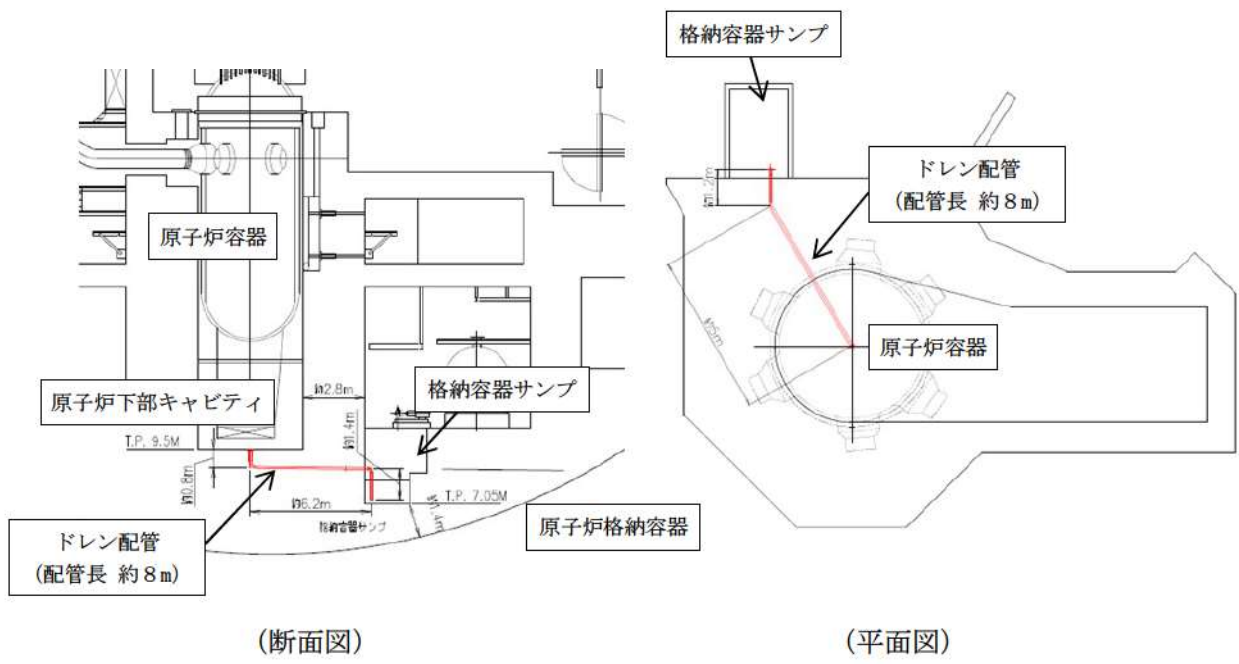 原子炉容器
原子炉下部キャビティ
約2.8m
格納容器サンプ
T.P. 9.5M
約0.8m
約1.4m
約6.2m
T.P. 7.05M
約1.4m
格納容器サンプ
原子炉格納容器
ドレン配管
(配管長 約8m)
(断面図)
格納容器サンプ
約1.2m
ドレン配管
(配管長 約8m)
約5m
原子炉容器
(平面図)